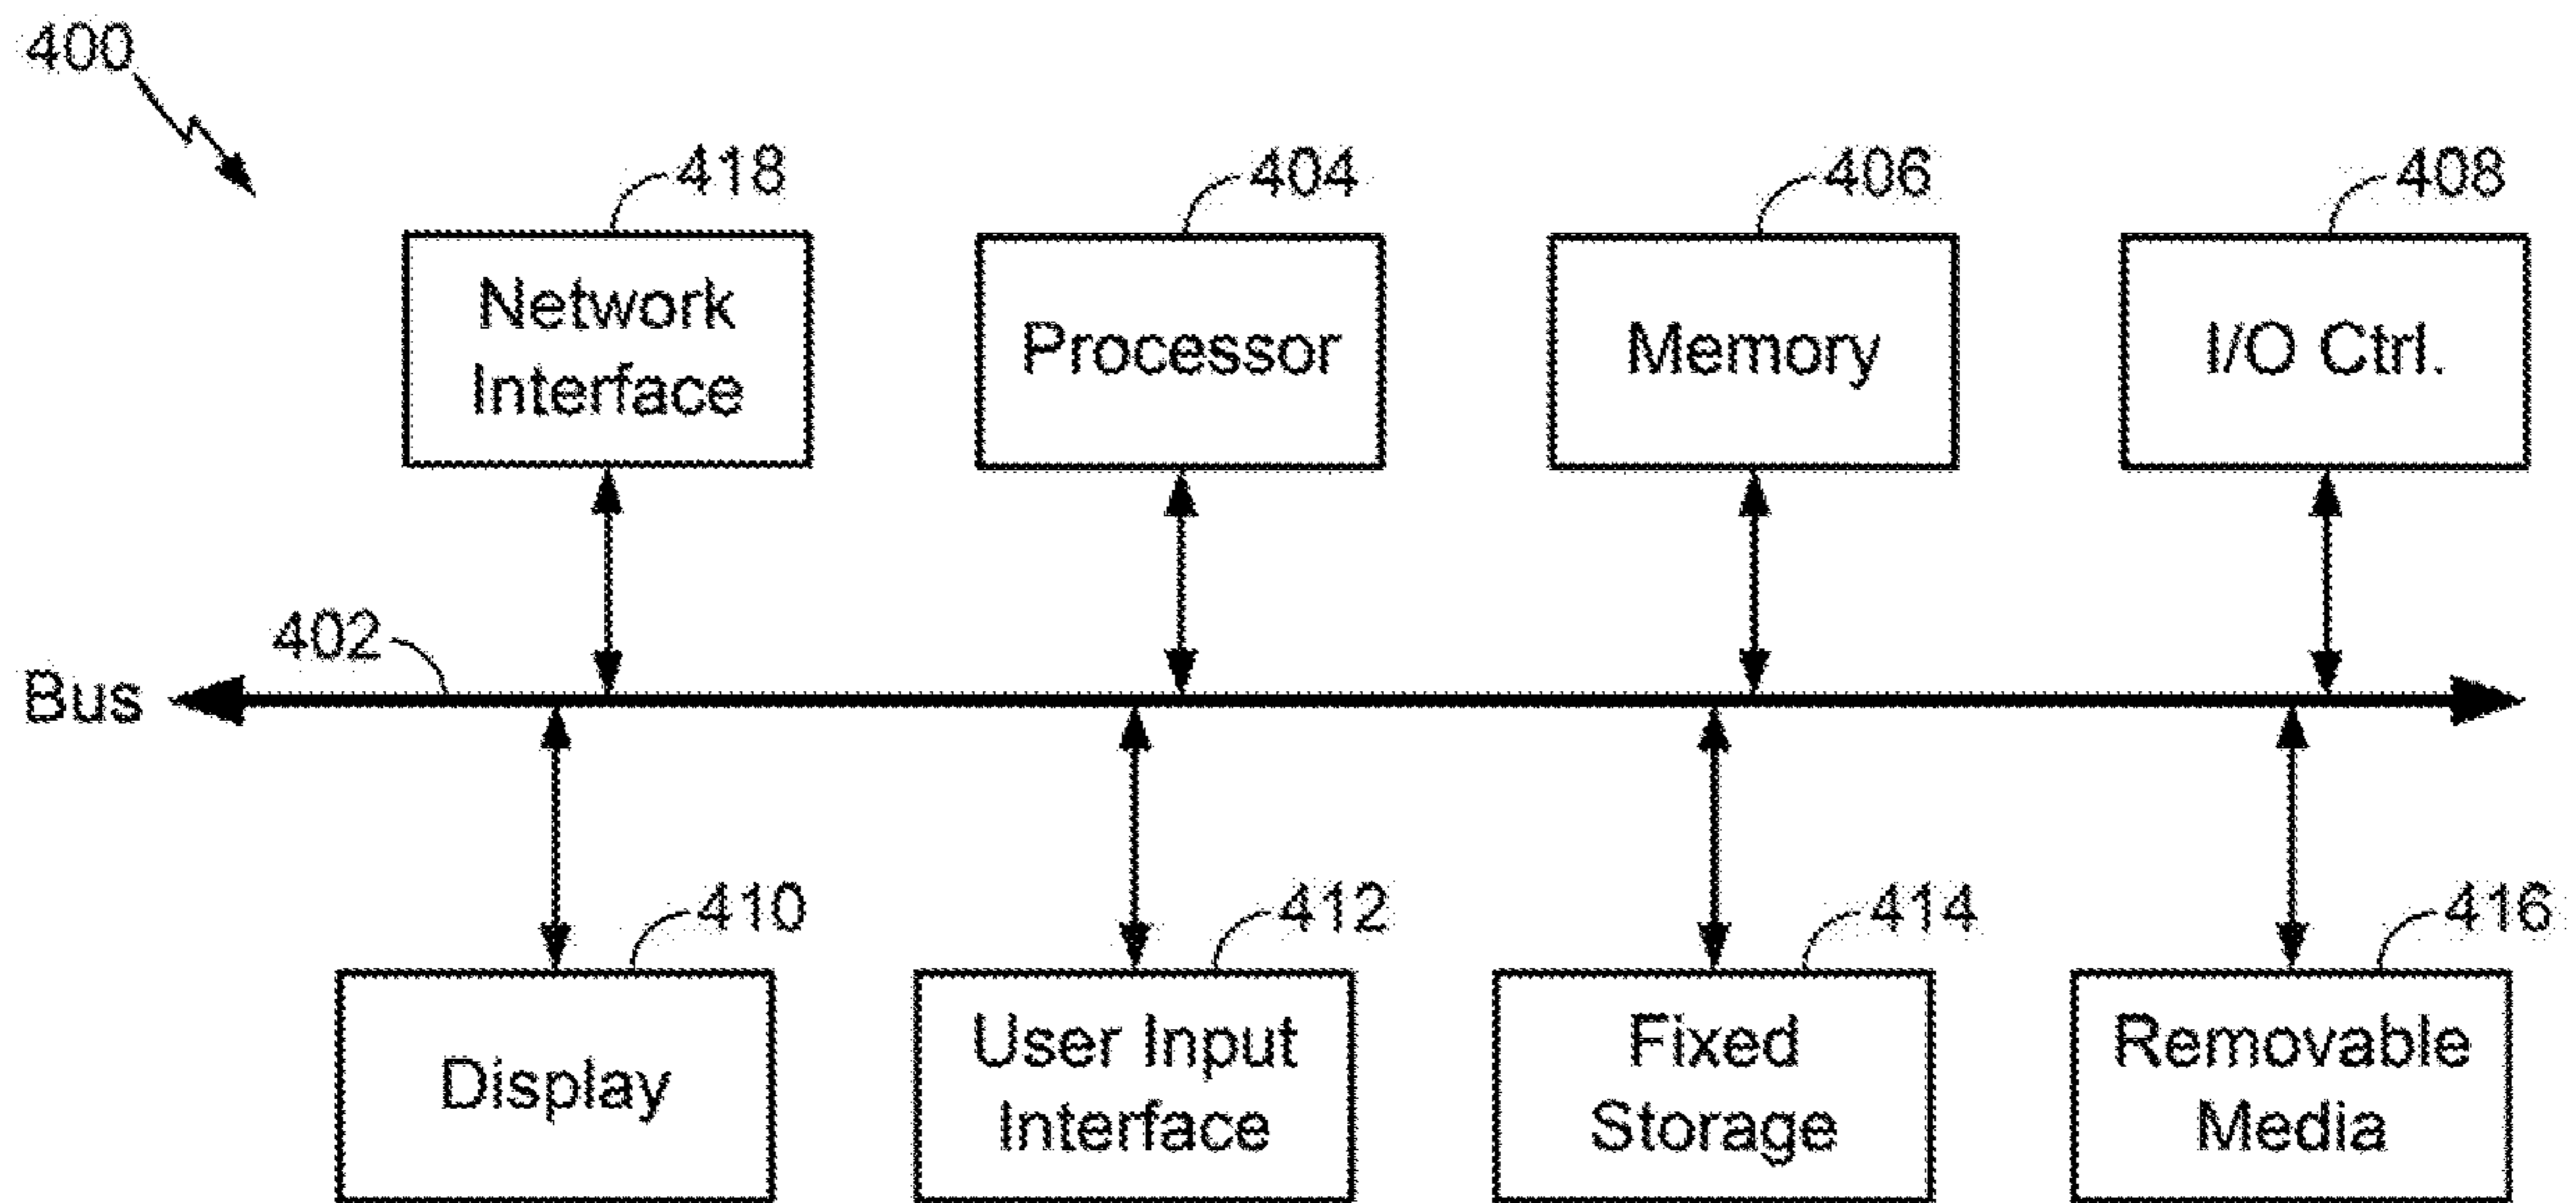 400
418
404
406
408
Network
Interface
Processor
Memory
I/O Ctrl.
402
Bus
410
412
414
416
Display
User Input
Interface
Fixed
Storage
Removable
Media